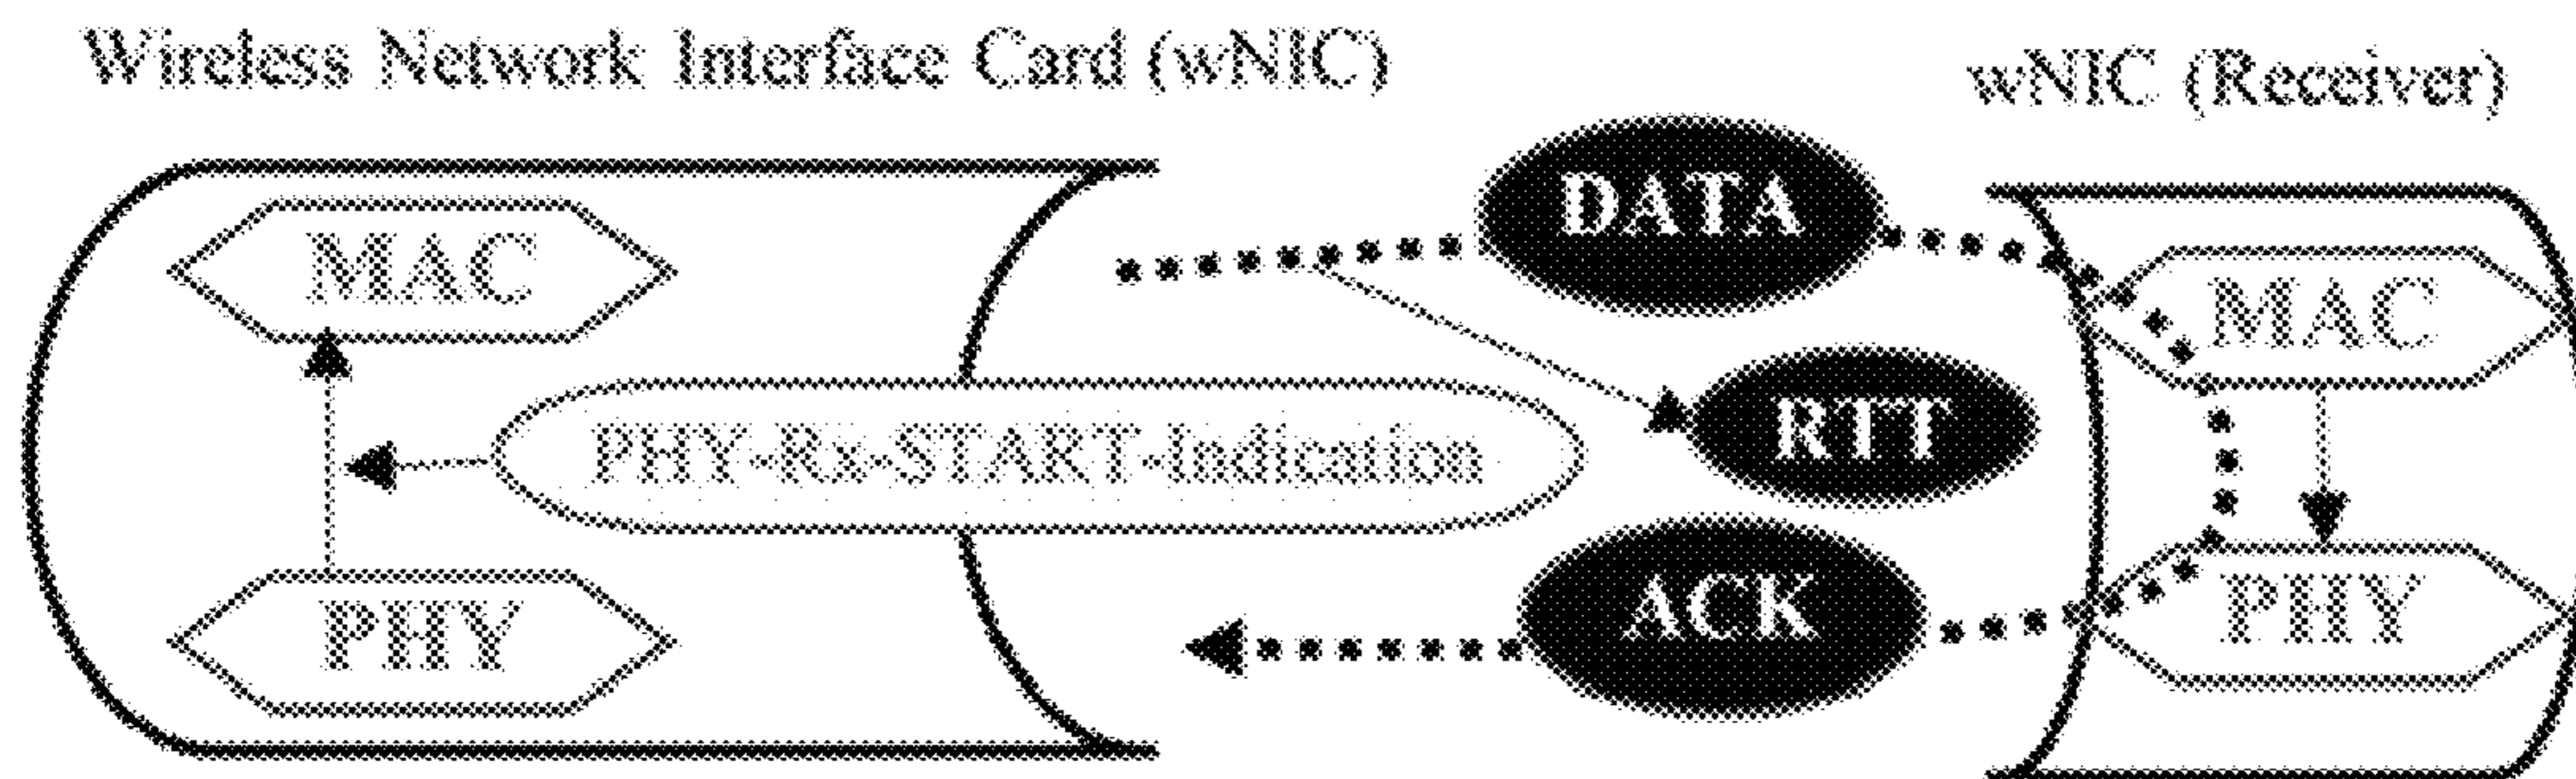 Wireless Network Interface Card (wNIC)
wNIC (Receiver)
DATA
MAC
MAC
RTT
PHY-Rx-START-Indication
ACK
PHY
PHY